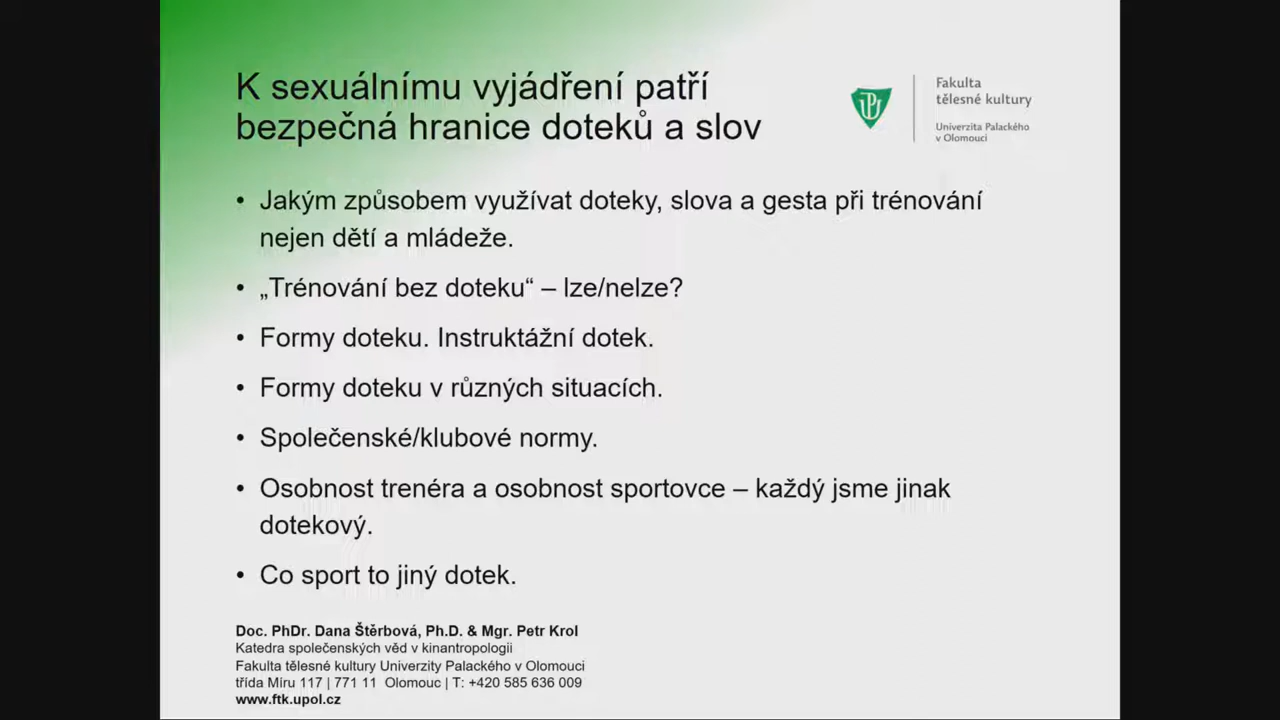 K sexuálnímu vyjádření patří
bezpečná hranice doteků a slov
Fakulta
tělesné kultury
Univerzita Palackého
v Olomouci
• Jakým způsobem využívat doteky, slova a gesta při trénování
nejen dětí a mládeže.
• „Trénování bez doteku“ – lze/nelze?
• Formy doteku. Instruktážní dotek.
• Formy doteku v různých situacích.
• Společenské/klubové normy.
• Osobnost trenéra a osobnost sportovce – každý jsme jinak
dotekový.
• Co sport to jiný dotek.
Doc. PhDr. Dana Štěrbová, Ph.D. & Mgr. Petr Krol
Katedra společenských věd v kinantropologii
Fakulta tělesné kultury Univerzity Palackého v Olomouci
třída Míru 117 | 771 11 Olomouc | T: +420 585 636 009
www.ftk.upol.cz